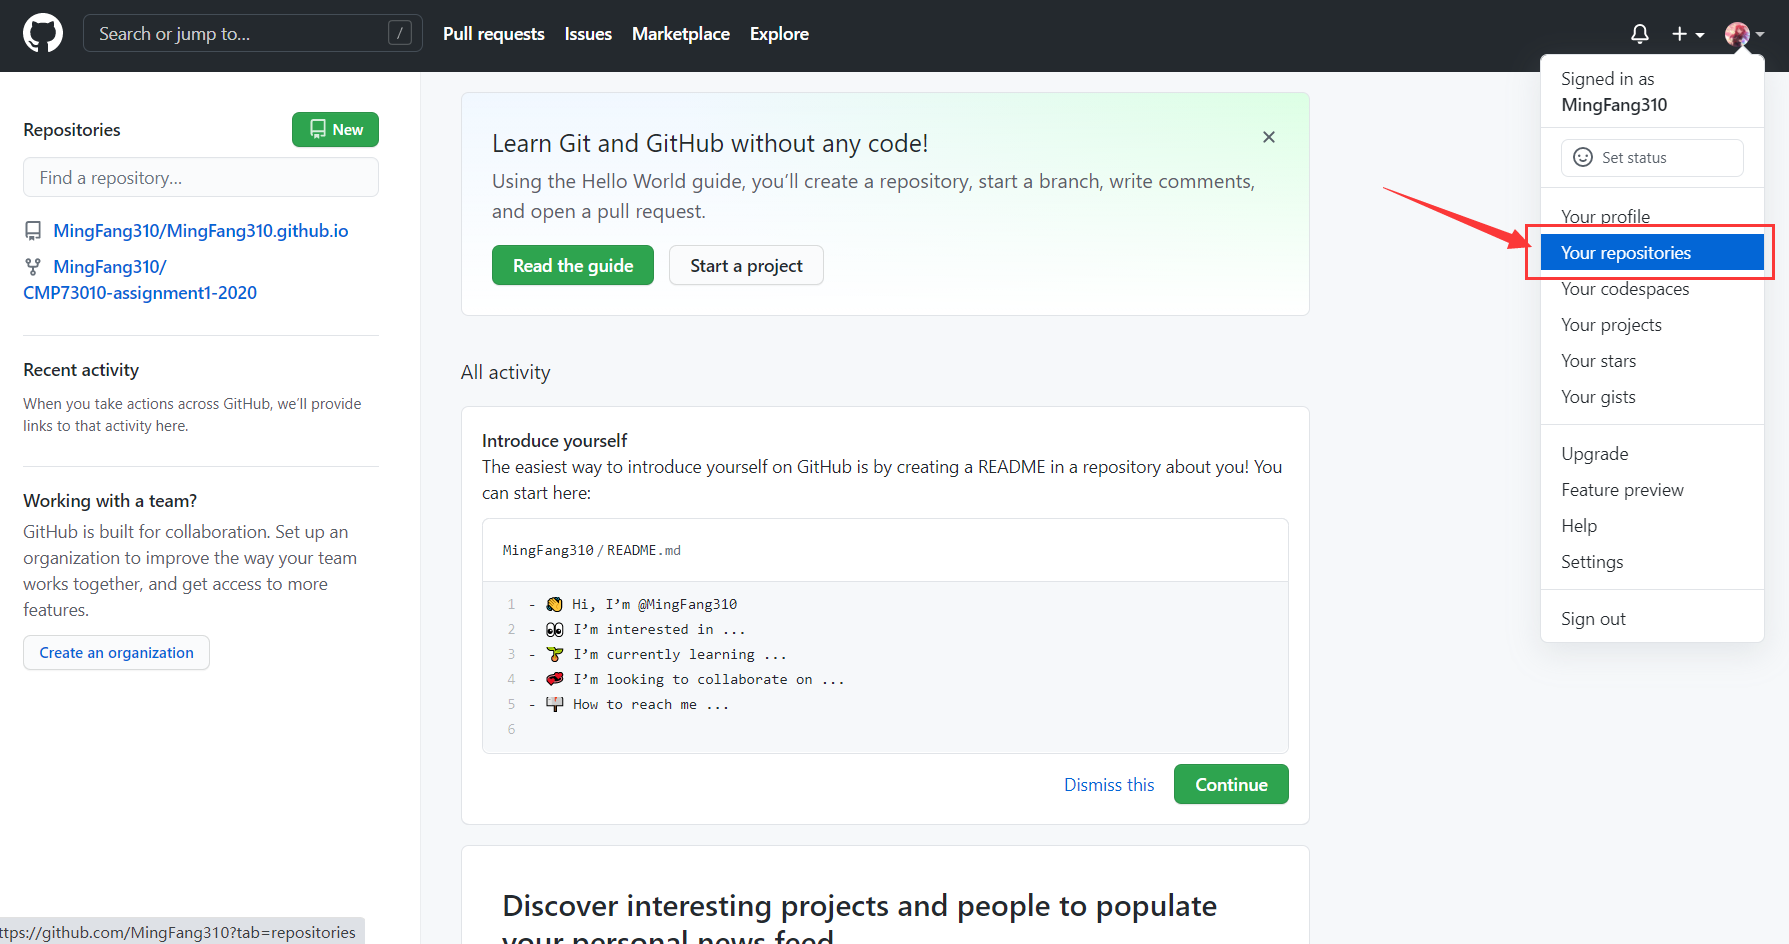 Search or jump to...
/
Pull requests
Issues
Marketplace
Explore
Repositories
New
Find a repository...
MingFang310/MingFang310.github.io
MingFang310/
CMP73010-assignment1-2020
Recent activity
When you take actions across GitHub, we’ll provide
links to that activity here.
Working with a team?
GitHub is built for collaboration. Set up an
organization to improve the way your team
works together, and get access to more
features.
Create an organization
Learn Git and GitHub without any code!
Using the Hello World guide, you’ll create a repository, start a branch, write comments,
and open a pull request.
Read the guide
Start a project
All activity
Introduce yourself
The easiest way to introduce yourself on GitHub is by creating a README in a repository about you! You
can start here:
MingFang310 / README.md
1 - 👋 Hi, I’m @MingFang310
2 - 👀 I’m interested in ...
3 - 🌱 I’m currently learning ...
4 - 💞️ I’m looking to collaborate on ...
5 - 📫 How to reach me ...
6
Dismiss this
Continue
Discover interesting projects and people to populate
your personal news feed
Signed in as
MingFang310
Set status
Your profile
Your repositories
Your codespaces
Your projects
Your stars
Your gists
Upgrade
Feature preview
Help
Settings
Sign out
ttps://github.com/MingFang310?tab=repositories